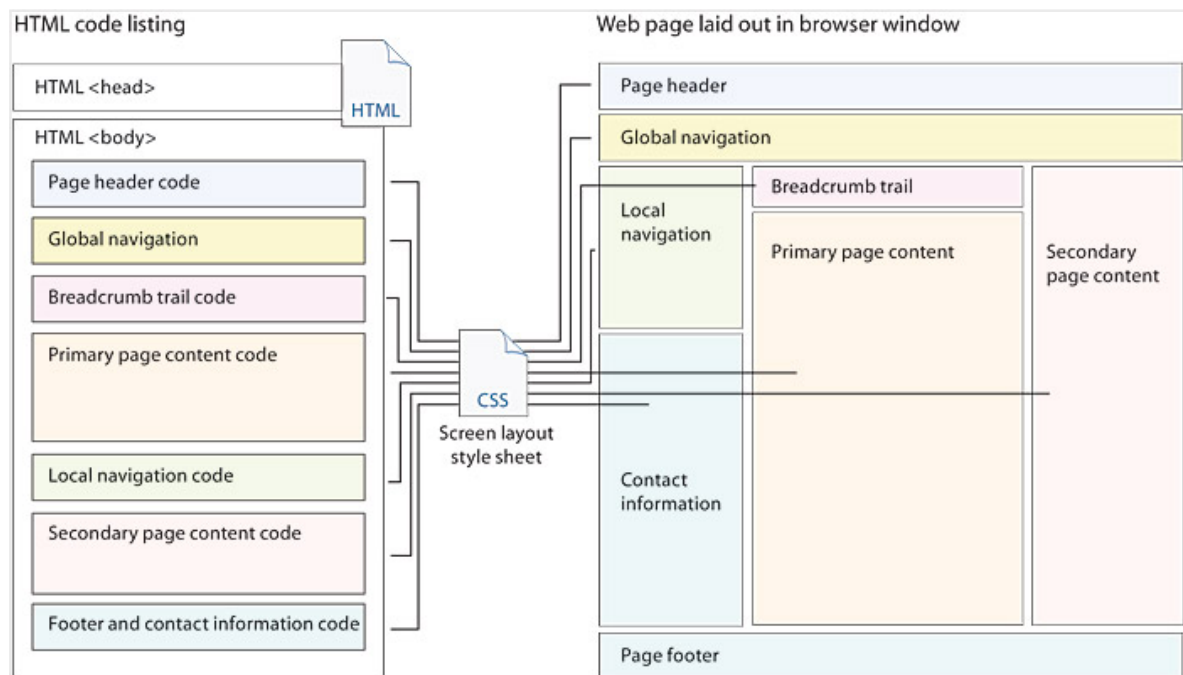 HTML code listing
HTML <head>
HTML
HTML <body>
Page header code
Global navigation
Breadcrumb trail code
Primary page content code
Local navigation code
Secondary page content code
Footer and contact information code
CSS
Screen layout
style sheet
Web page laid out in browser window
Page header
Global navigation
Local
navigation
Breadcrumb trail
Primary page content
Secondary
page content
Contact
information
Page footer